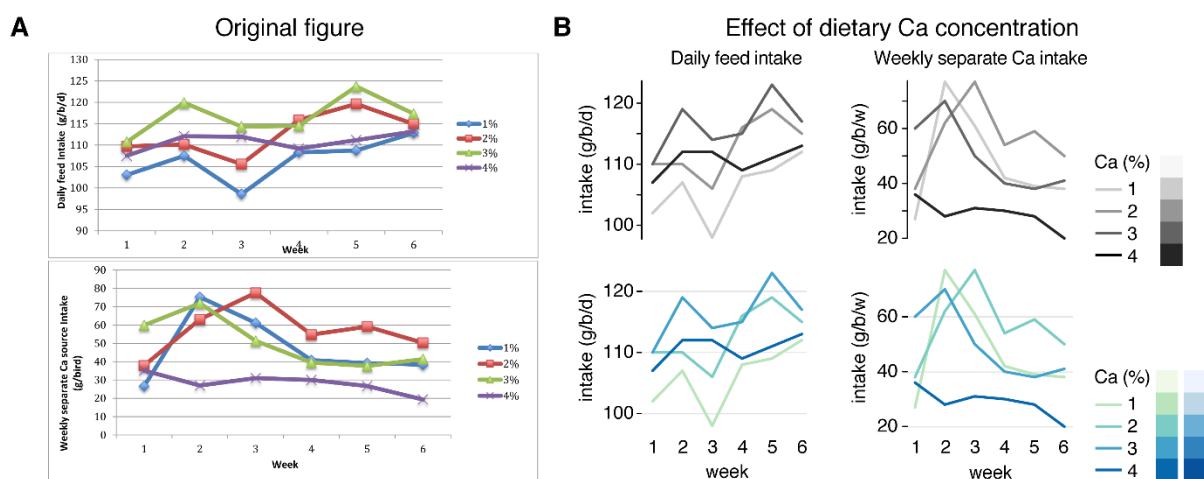 A
Original figure
130
125
120
115
110
105
100
95
90
Daily feed Intake (g/b/d)
1 2 3 4 5 6
Week
1%
2%
3%
4%
90
80
70
60
50
40
30
20
10
0
Weekly separate Ca source Intake
(g/bird)
1 2 3 4 5 6
Week
1%
2%
3%
4%
B
Effect of dietary Ca concentration
Daily feed intake
Weekly separate Ca intake
intake (g/b/d)
120
110
100
intake (g/b/w)
60
40
20
Ca (%)
1
2
3
4
intake (g/b/d)
120
110
100
1 2 3 4 5 6
week
intake (g/b/w)
60
40
20
1 2 3 4 5 6
week
Ca (%)
1
2
3
4